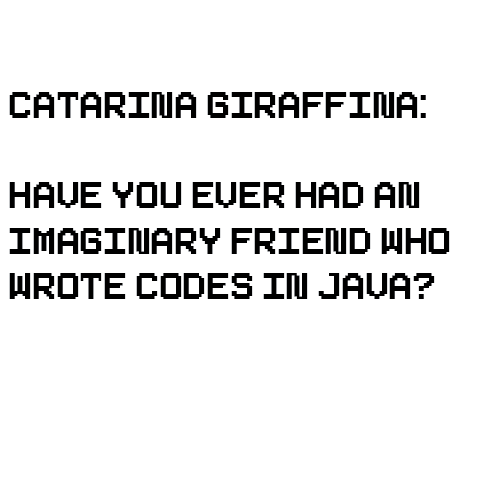 CATARINA GIRAFFINA:
HAVE YOU EVER HAD AN
IMAGINARY FRIEND WHO
WROTE CODES IN JAVA?